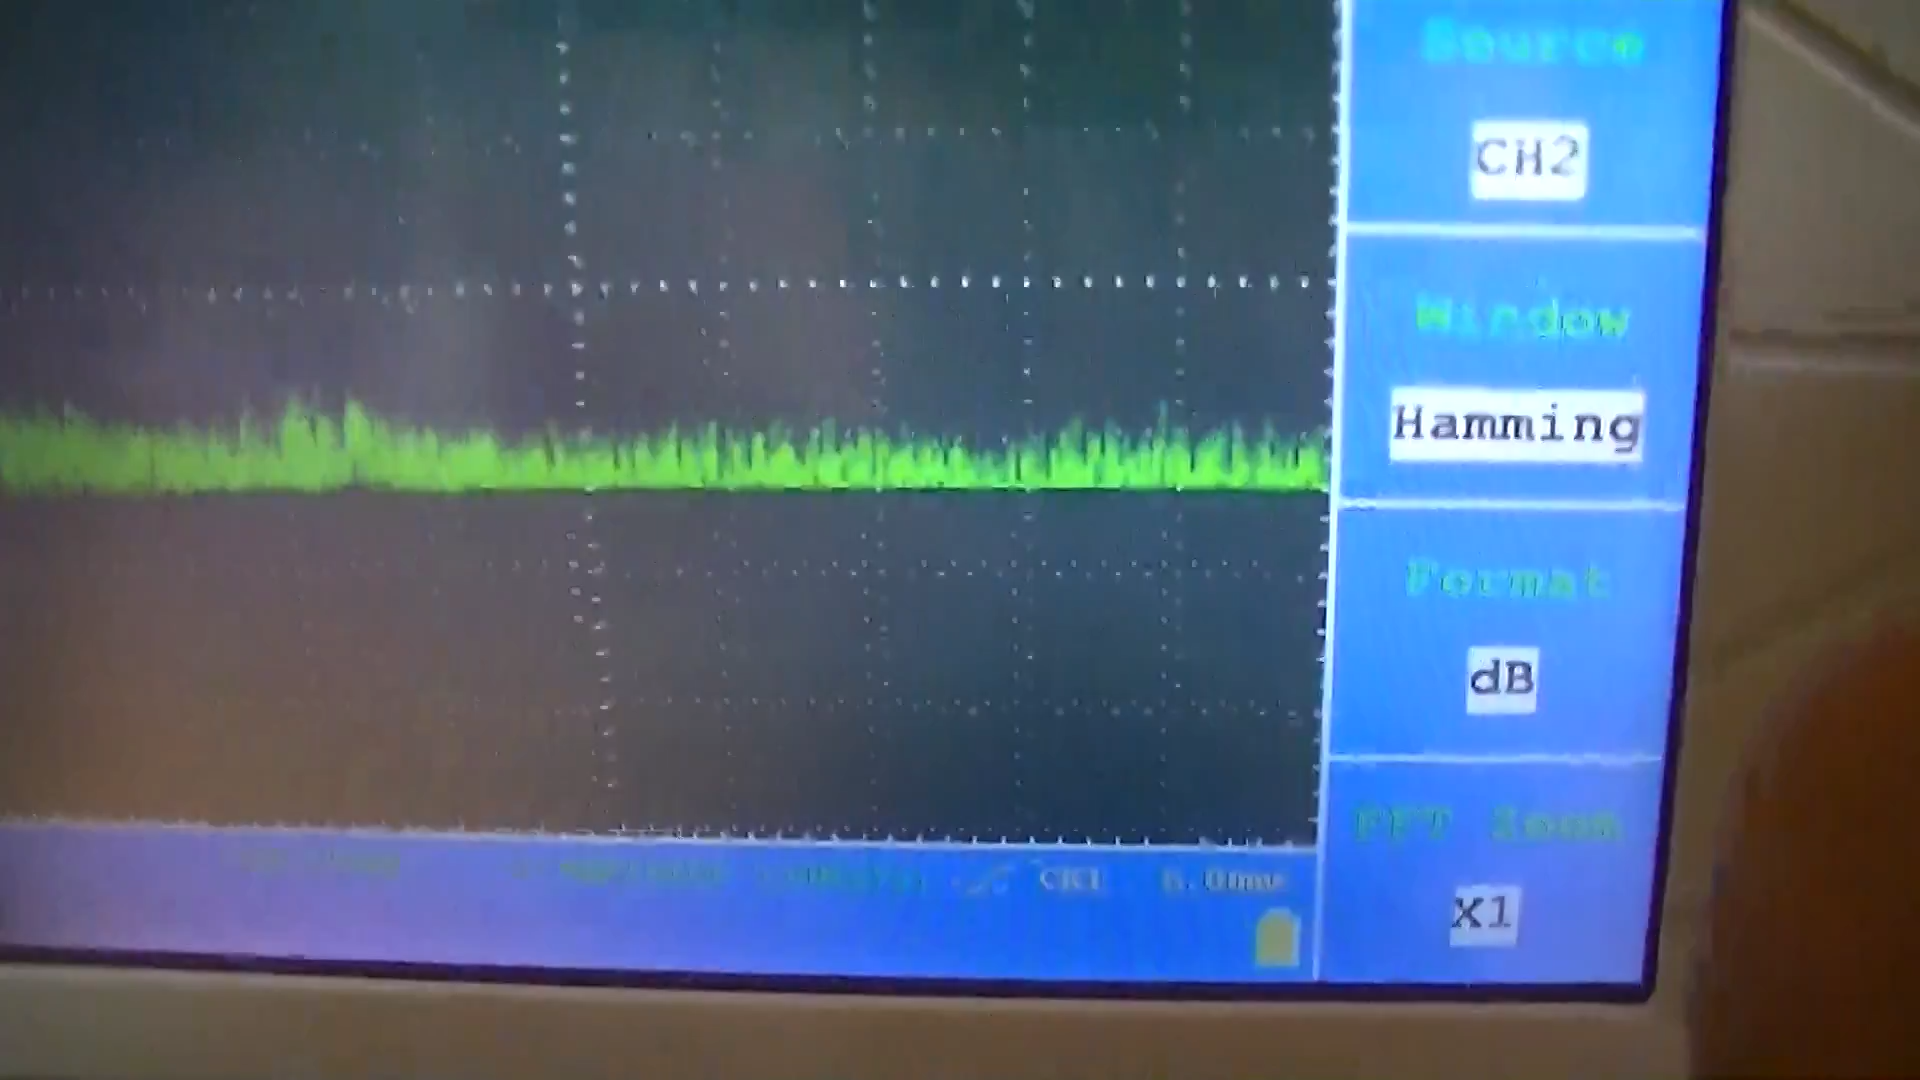 Source
CH2
Window
Hamming
Format
dB
FFT Zoom
X1
CH1